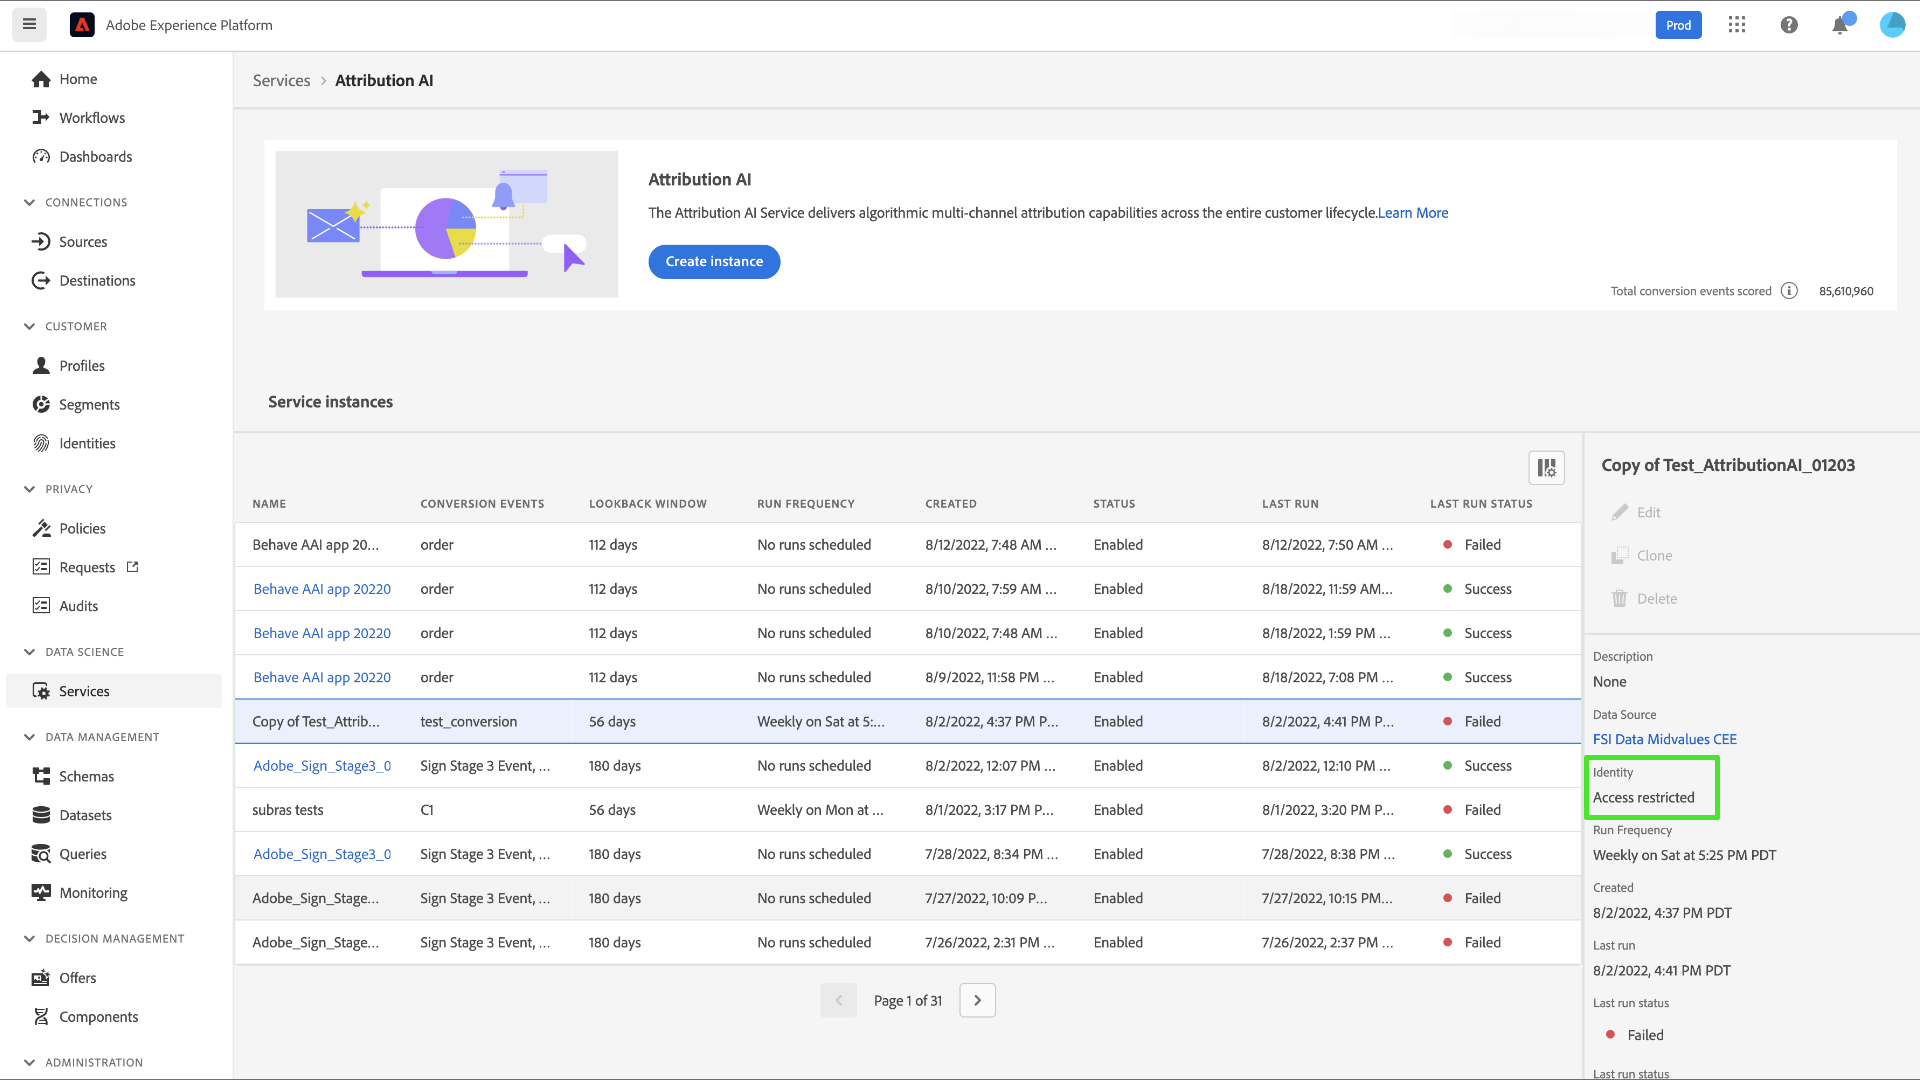 Adobe Experience Platform
Prod
Home
Workflows
Dashboards
CONNECTIONS
Sources
Destinations
CUSTOMER
Profiles
Segments
Identities
PRIVACY
Policies
Requests
Audits
DATA SCIENCE
Services
DATA MANAGEMENT
Schemas
Datasets
Queries
Monitoring
DECISION MANAGEMENT
Offers
Components
ADMINISTRATION
Services > Attribution AI
Attribution AI
The Attribution AI Service delivers algorithmic multi-channel attribution capabilities across the entire customer lifecycle.Learn More
Create instance
Total conversion events scored 85,610,960
Service instances
NAME CONVERSION EVENTS LOOKBACK WINDOW RUN FREQUENCY CREATED STATUS LAST RUN LAST RUN STATUS
Behave AAI app 20... order 112 days No runs scheduled 8/12/2022, 7:48 AM ... Enabled 8/12/2022, 7:50 AM ... Failed
Behave AAI app 20220 order 112 days No runs scheduled 8/10/2022, 7:59 AM ... Enabled 8/18/2022, 11:59 AM... Success
Behave AAI app 20220 order 112 days No runs scheduled 8/10/2022, 7:48 AM ... Enabled 8/18/2022, 1:59 PM ... Success
Behave AAI app 20220 order 112 days No runs scheduled 8/9/2022, 11:58 PM ... Enabled 8/18/2022, 7:08 PM ... Success
Copy of Test_Attrib... test_conversion 56 days Weekly on Sat at 5:... 8/2/2022, 4:37 PM P... Enabled 8/2/2022, 4:41 PM P... Failed
Adobe_Sign_Stage3_0 Sign Stage 3 Event, ... 180 days No runs scheduled 8/2/2022, 12:07 PM ... Enabled 8/2/2022, 12:10 PM ... Success
subras tests C1 56 days Weekly on Mon at ... 8/1/2022, 3:17 PM P... Enabled 8/1/2022, 3:20 PM P... Failed
Adobe_Sign_Stage3_0 Sign Stage 3 Event, ... 180 days No runs scheduled 7/28/2022, 8:34 PM ... Enabled 7/28/2022, 8:38 PM ... Success
Adobe_Sign_Stage... Sign Stage 3 Event, ... 180 days No runs scheduled 7/27/2022, 10:09 P... Enabled 7/27/2022, 10:15 PM... Failed
Adobe_Sign_Stage... Sign Stage 3 Event, ... 180 days No runs scheduled 7/26/2022, 2:31 PM ... Enabled 7/26/2022, 2:37 PM ... Failed
Page 1 of 31
Copy of Test_AttributionAI_01203
Edit
Clone
Delete
Description
None
Data Source
FSI Data Midvalues CEE
Identity
Access restricted
Run Frequency
Weekly on Sat at 5:25 PM PDT
Created
8/2/2022, 4:37 PM PDT
Last run
8/2/2022, 4:41 PM PDT
Last run status
Failed
Last run status